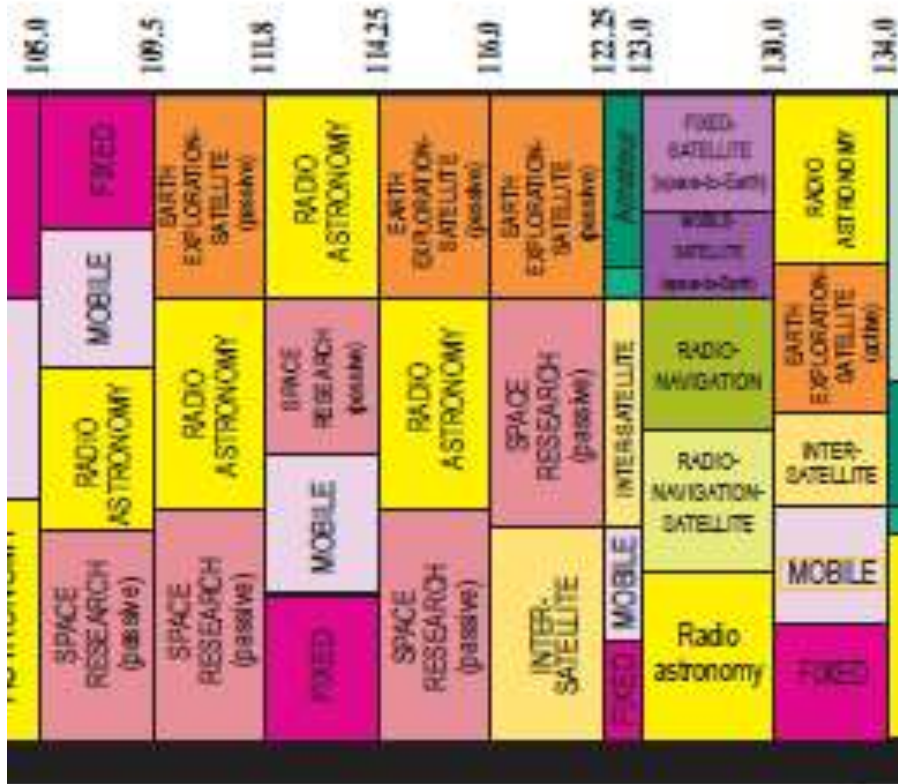 105.0
109.5
111.8
114.25
116.0
122.25
123.0
130.0
134.0
FIXED
MOBILE
RADIO
ASTRONOMY
SPACE
RESEARCH
(passive)
EARTH
EXPLORATION-
SATELLITE
(passive)
RADIO
ASTRONOMY
SPACE
RESEARCH
(passive)
RADIO
ASTRONOMY
SPACE
RESEARCH
(passive)
MOBILE
FIXED
EARTH
EXPLORATION-
SATELLITE
(passive)
RADIO
ASTRONOMY
SPACE
RESEARCH
(passive)
EARTH
EXPLORATION-
SATELLITE
(passive)
SPACE
RESEARCH
(passive)
INTER-
SATELLITE
Amateur
INTER-SATELLITE
MOBILE
FIXED
FIXED-
SATELLITE
(space-to-Earth)
MOBILE-
SATELLITE
(space-to-Earth)
RADIO-
NAVIGATION
RADIO-
NAVIGATION-
SATELLITE
Radio
astronomy
RADIO
ASTRONOMY
EARTH
EXPLORATION-
SATELLITE
(active)
INTER-
SATELLITE
MOBILE
FIXED